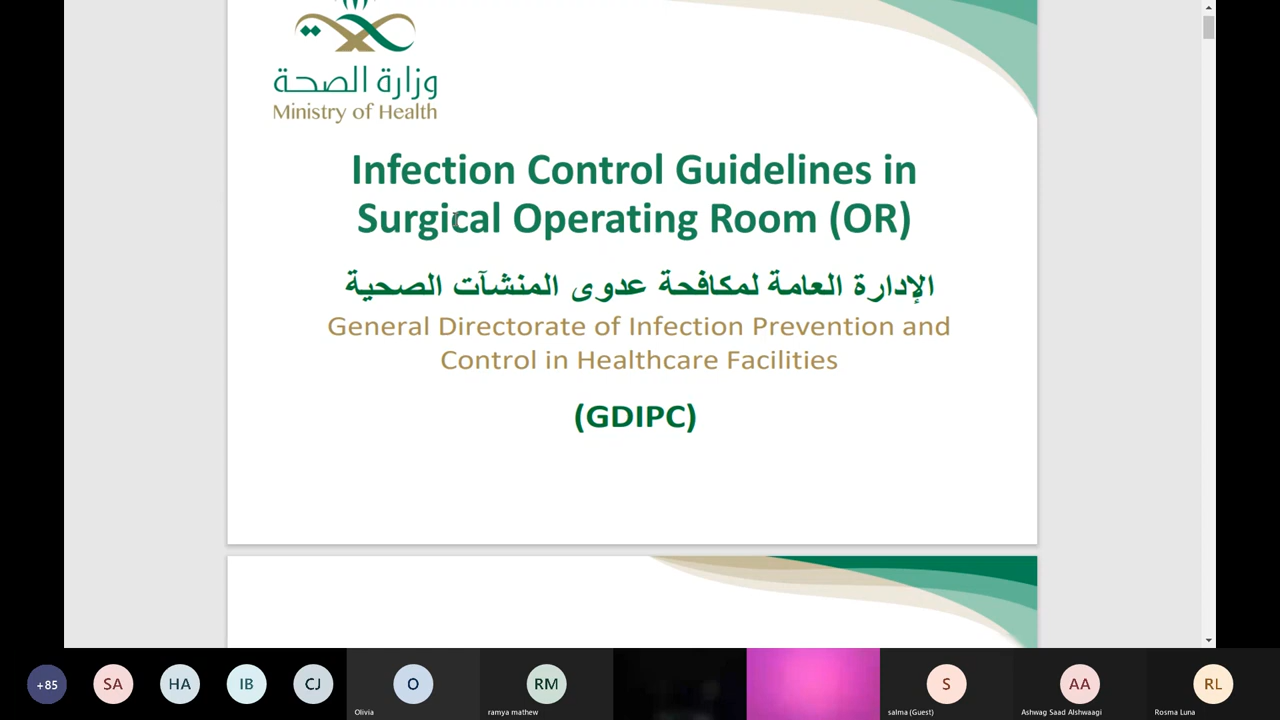 وزارة الصحة
Ministry of Health
Infection Control Guidelines in
Surgical Operating Room (OR)
الإدارة العامة لمكافحة عدوى المنشآت الصحية
General Directorate of Infection Prevention and
Control in Healthcare Facilities
(GDIPC)
+85
SA
HA
IB
CJ
O
Olivia
RM
ramya mathew
S
salma (Guest)
AA
Ashwag Saad Alshwaagi
RL
Rosma Luna